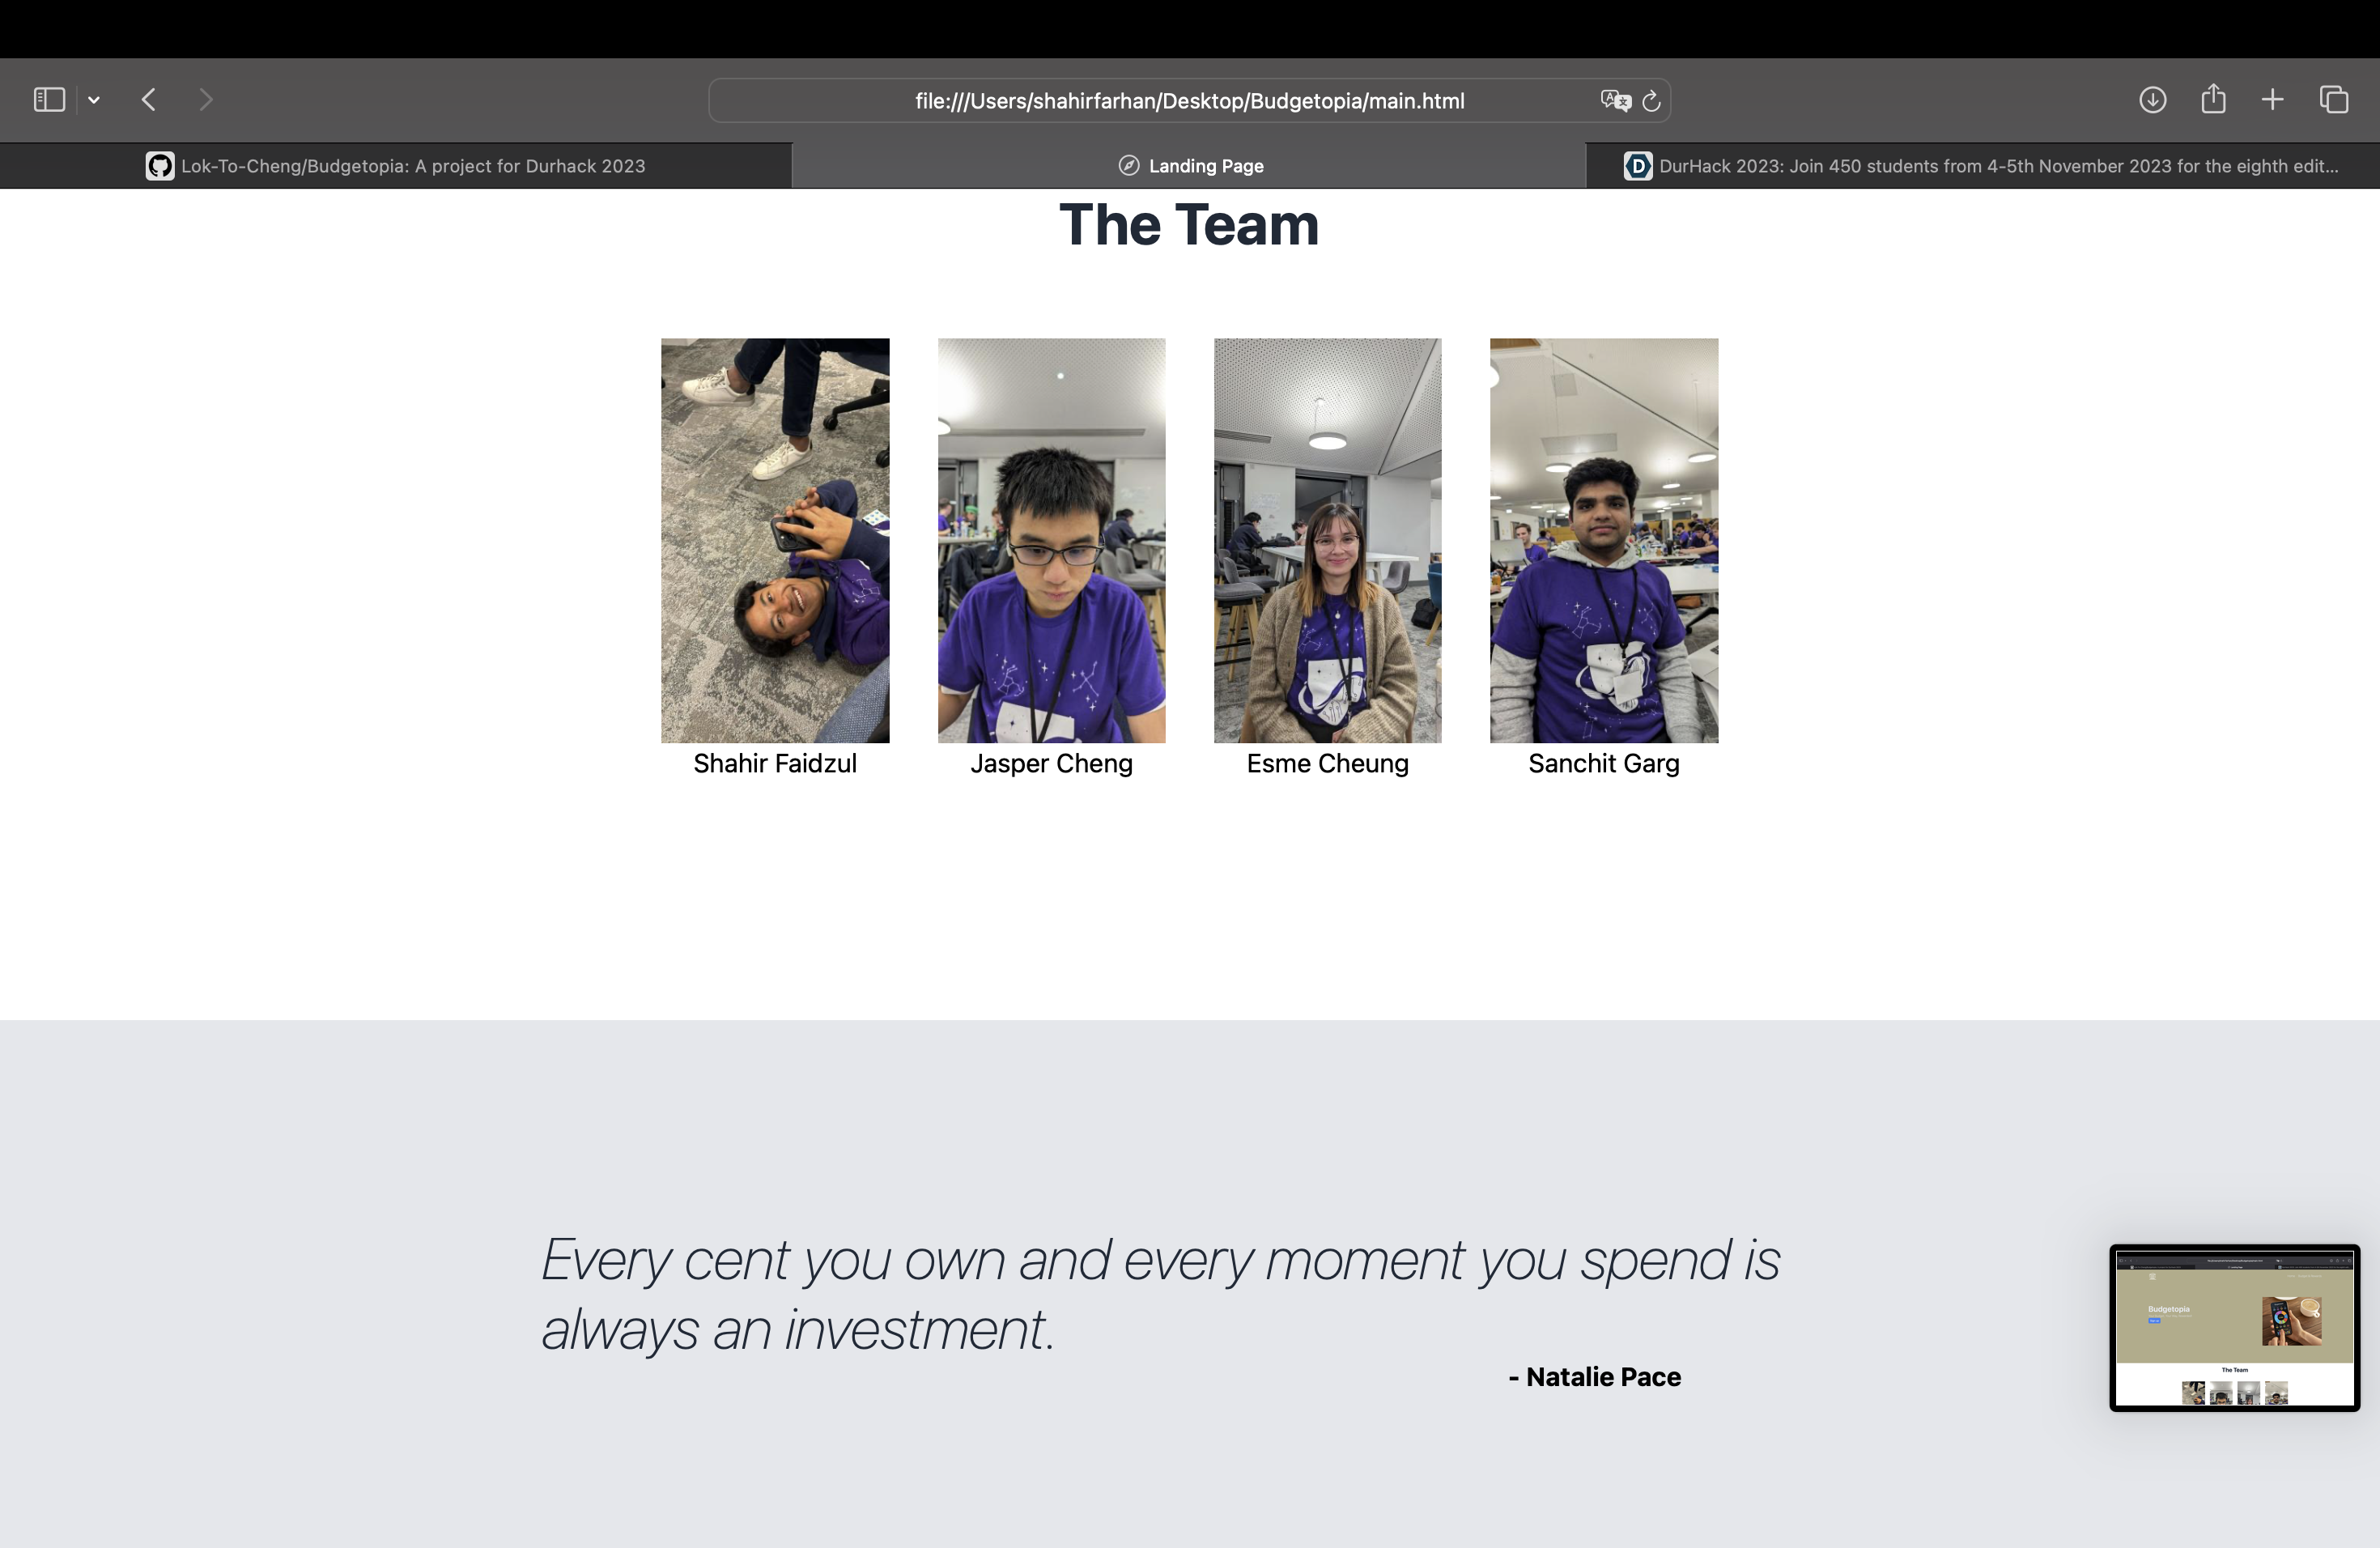 file:///Users/shahirfarhan/Desktop/Budgetopia/main.html
Lok-To-Cheng/Budgetopia: A project for Durhack 2023
Landing Page
D
DurHack 2023: Join 450 students from 4-5th November 2023 for the eighth edit...
The Team
Shahir Faidzul
Jasper Cheng
Esme Cheung
Sanchit Garg
Every cent you own and every moment you spend is
always an investment.
- Natalie Pace
Budgetopia
The Team